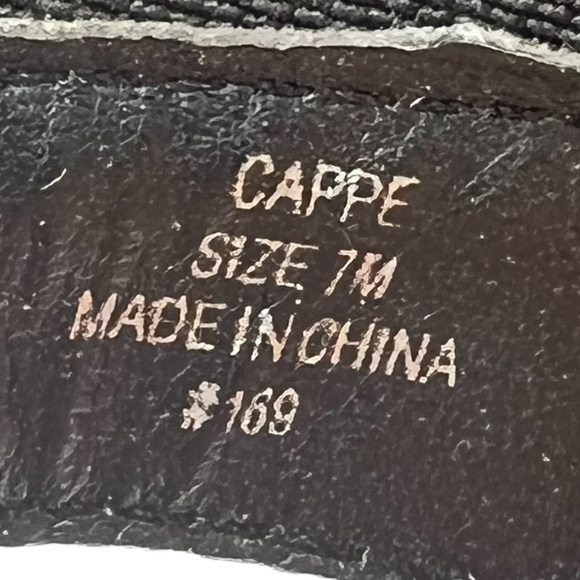 CAPPE
SIZE 7M
MADE IN CHINA
#169